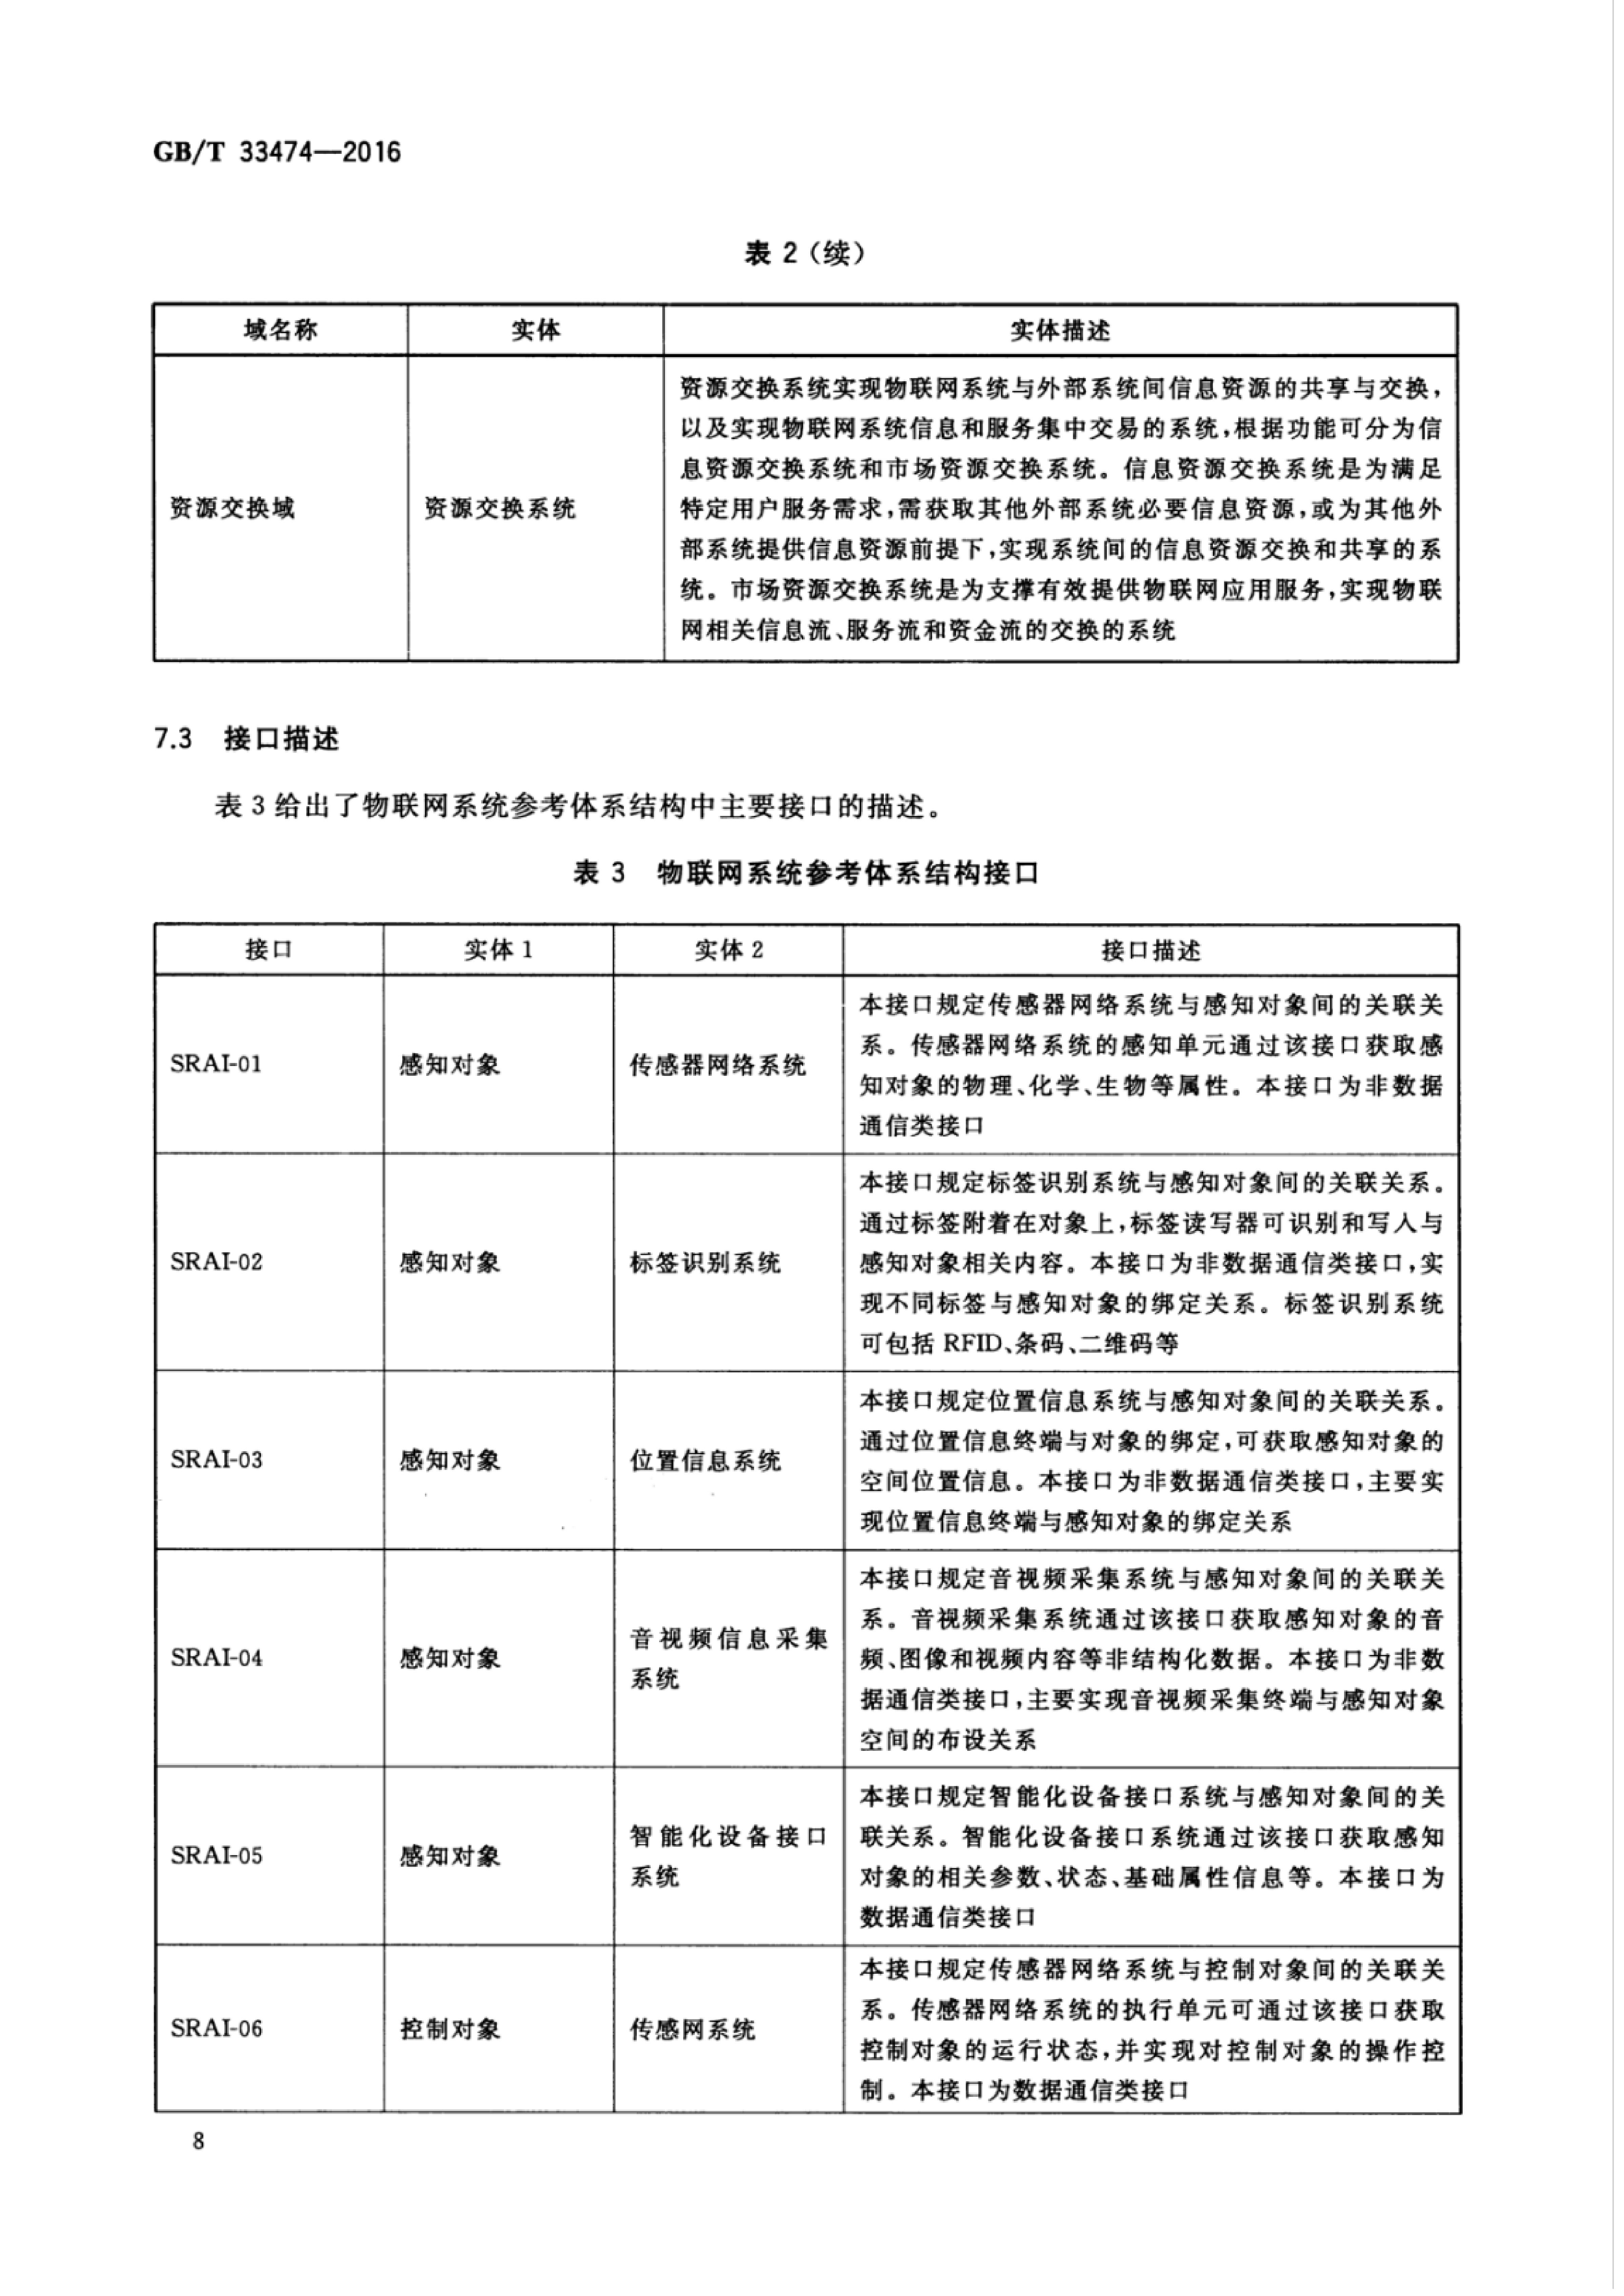 GB/T 33474—2016
表 2（续）
域名称 实体 实体描述
资源交换域 资源交换系统
资源交换系统实现物联网系统与外部系统间信息资源的共享与交换，
以及实现物联网系统信息和服务集中交易的系统，根据功能可分为信
息资源交换系统和市场资源交换系统。信息资源交换系统是为满足
特定用户服务需求，需获取其他外部系统必要信息资源，或为其他外
部系统提供信息资源前提下，实现系统间的信息资源交换和共享的系
统。市场资源交换系统是为支撑有效提供物联网应用服务，实现物联
网相关信息流、服务流和资金流的交换的系统
7.3 接口描述
表 3 给出了物联网系统参考体系结构中主要接口的描述。
表 3 物联网系统参考体系结构接口
接口 实体 1 实体 2 接口描述
SRAI-01 感知对象 传感器网络系统
本接口规定传感器网络系统与感知对象间的关联关
系。传感器网络系统的感知单元通过该接口获取感
知对象的物理、化学、生物等属性。本接口为非数据
通信类接口
SRAI-02 感知对象 标签识别系统
本接口规定标签识别系统与感知对象间的关联关系。
通过标签附着在对象上，标签读写器可识别和写入与
感知对象相关内容。本接口为非数据通信类接口，实
现不同标签与感知对象的绑定关系。标签识别系统
可包括 RFID、条码、二维码等
SRAI-03 感知对象 位置信息系统
本接口规定位置信息系统与感知对象间的关联关系。
通过位置信息终端与对象的绑定，可获取感知对象的
空间位置信息。本接口为非数据通信类接口，主要实
现位置信息终端与感知对象的绑定关系
SRAI-04 感知对象
音视频信息采集
系统
本接口规定音视频采集系统与感知对象间的关联关
系。音视频采集系统通过该接口获取感知对象的音
频、图像和视频内容等非结构化数据。本接口为非数
据通信类接口，主要实现音视频采集终端与感知对象
空间的布设关系
SRAI-05 感知对象
智能化设备接口
系统
本接口规定智能化设备接口系统与感知对象间的关
联关系。智能化设备接口系统通过该接口获取感知
对象的相关参数、状态、基础属性信息等。本接口为
数据通信类接口
SRAI-06 控制对象 传感网系统
本接口规定传感器网络系统与控制对象间的关联关
系。传感器网络系统的执行单元可通过该接口获取
控制对象的运行状态，并实现对控制对象的操作控
制。本接口为数据通信类接口
8